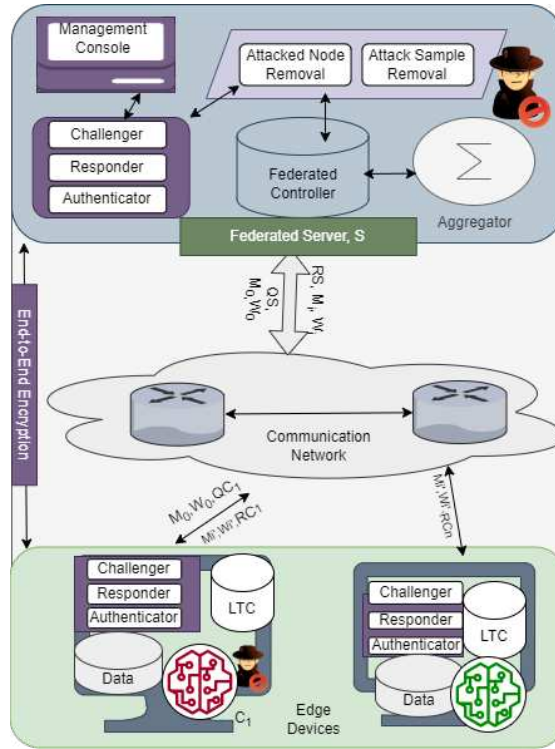 Management
Console
Attacked Node
Removal
Attack Sample
Removal
Challenger
Responder
Authenticator
Federated
Controller
Σ
Aggregator
Federated Server, S
RS, Mᵢ, Wᵢ
QS,
M₀,W₀
End-to-End Encryption
Communication
Network
M₀,W₀,QC₁
Mi',Wi',RC₁
Mi',Wi'-RCn
Challenger
Responder
Authenticator
LTC
Data
C₁
Challenger
Responder
Authenticator
LTC
Data
Edge
Devices